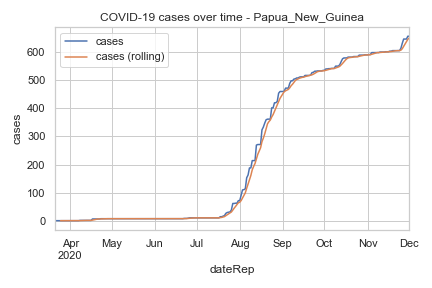 COVID-19 cases over time - Papua_New_Guinea
cases
cases (rolling)
600
500
400
300
200
100
0
cases
Apr May Jun Jul Aug Sep Oct Nov Dec
2020
dateRep